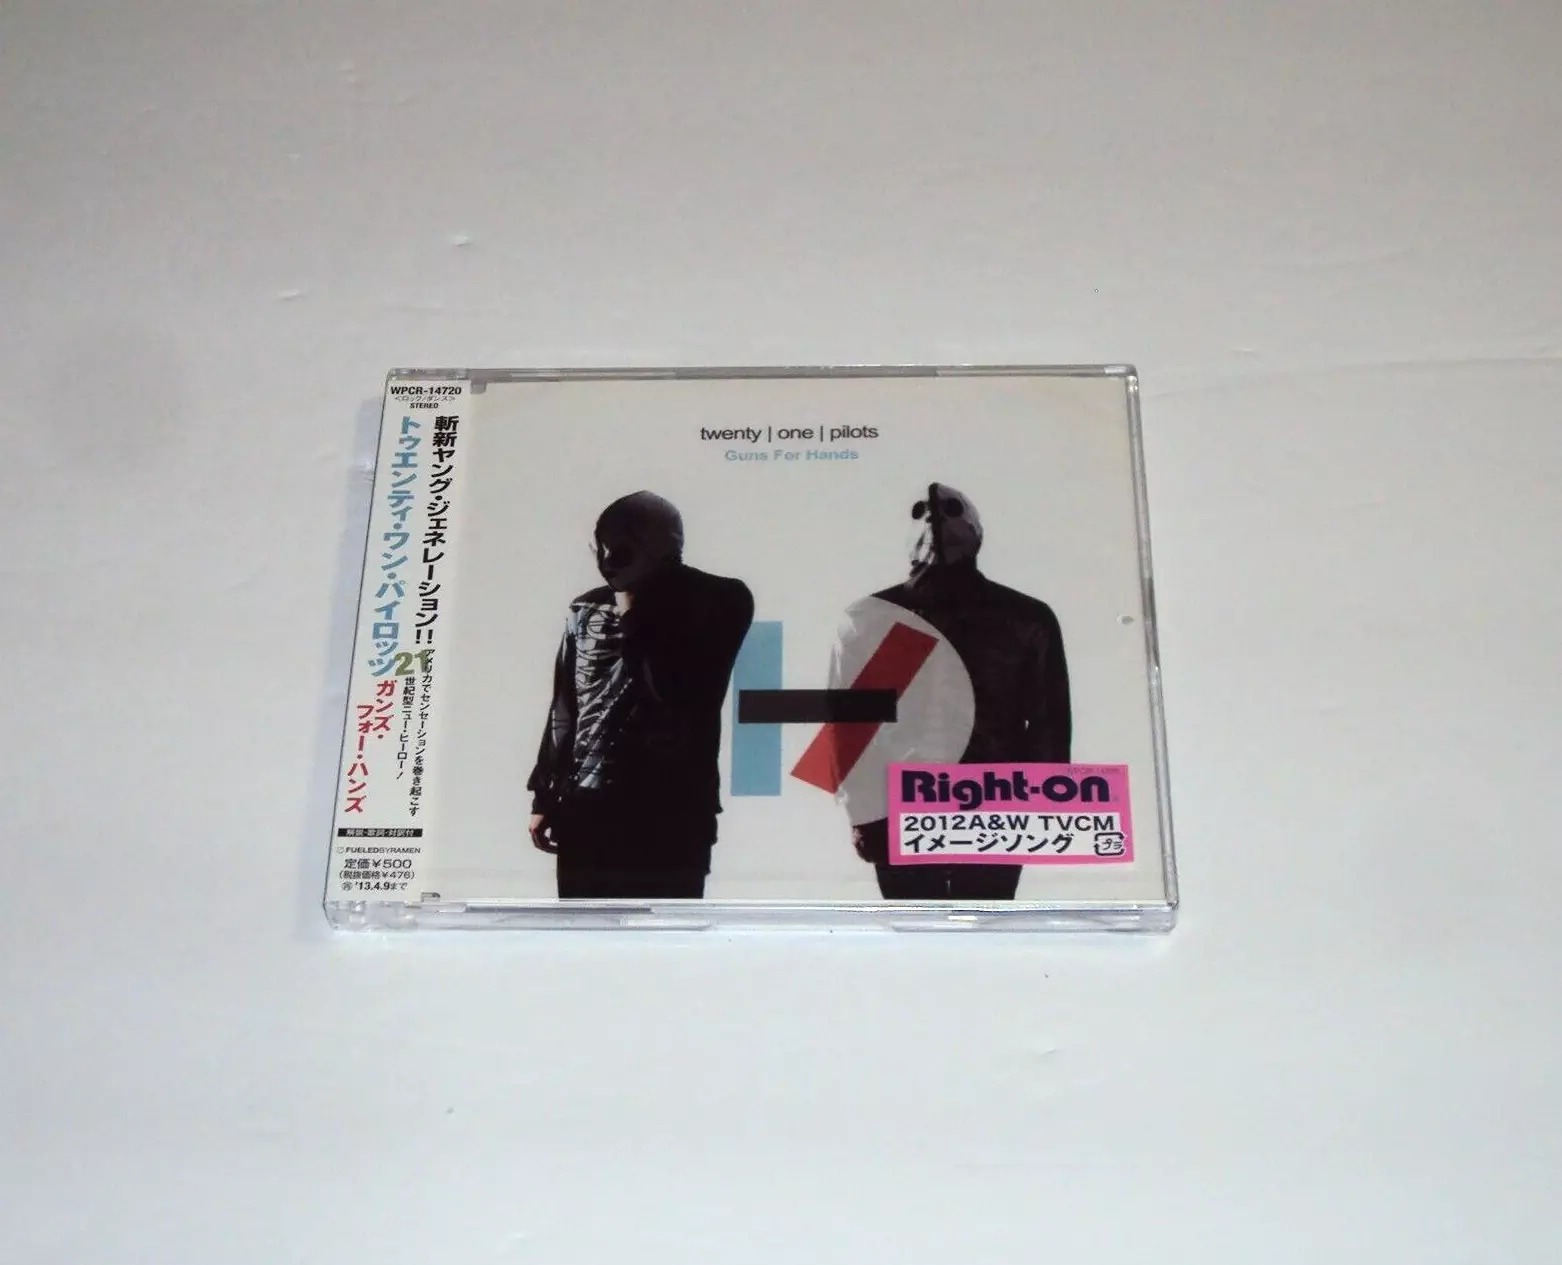 WPCR-14720
<ロック/ダンス>
STEREO
斬新ヤング・ジェネレーション!!
アメリカでセンセーションを巻き起こす
21世紀型ニュー・ヒーロー!
トゥエンティ・ワン・パイロッツ
ガンズ・
フォー・ハンズ
解説・歌詞・対訳付
FUELEDBYRAMEN
定価¥500
(税抜価格¥476)
'13.4.9まで
twenty | one | pilots
Guns For Hands
Right-on
2012A&W TVCM
イメージソング
プラ